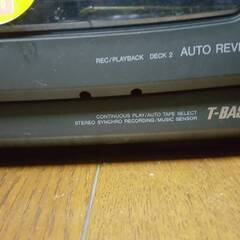 REC/PLAYBACK DECK 2 AUTO REV
CONTINUOUS PLAY/AUTO TAPE SELECT
STEREO SYNCHRO RECORDING/MUSIC SENSOR
T-BAS